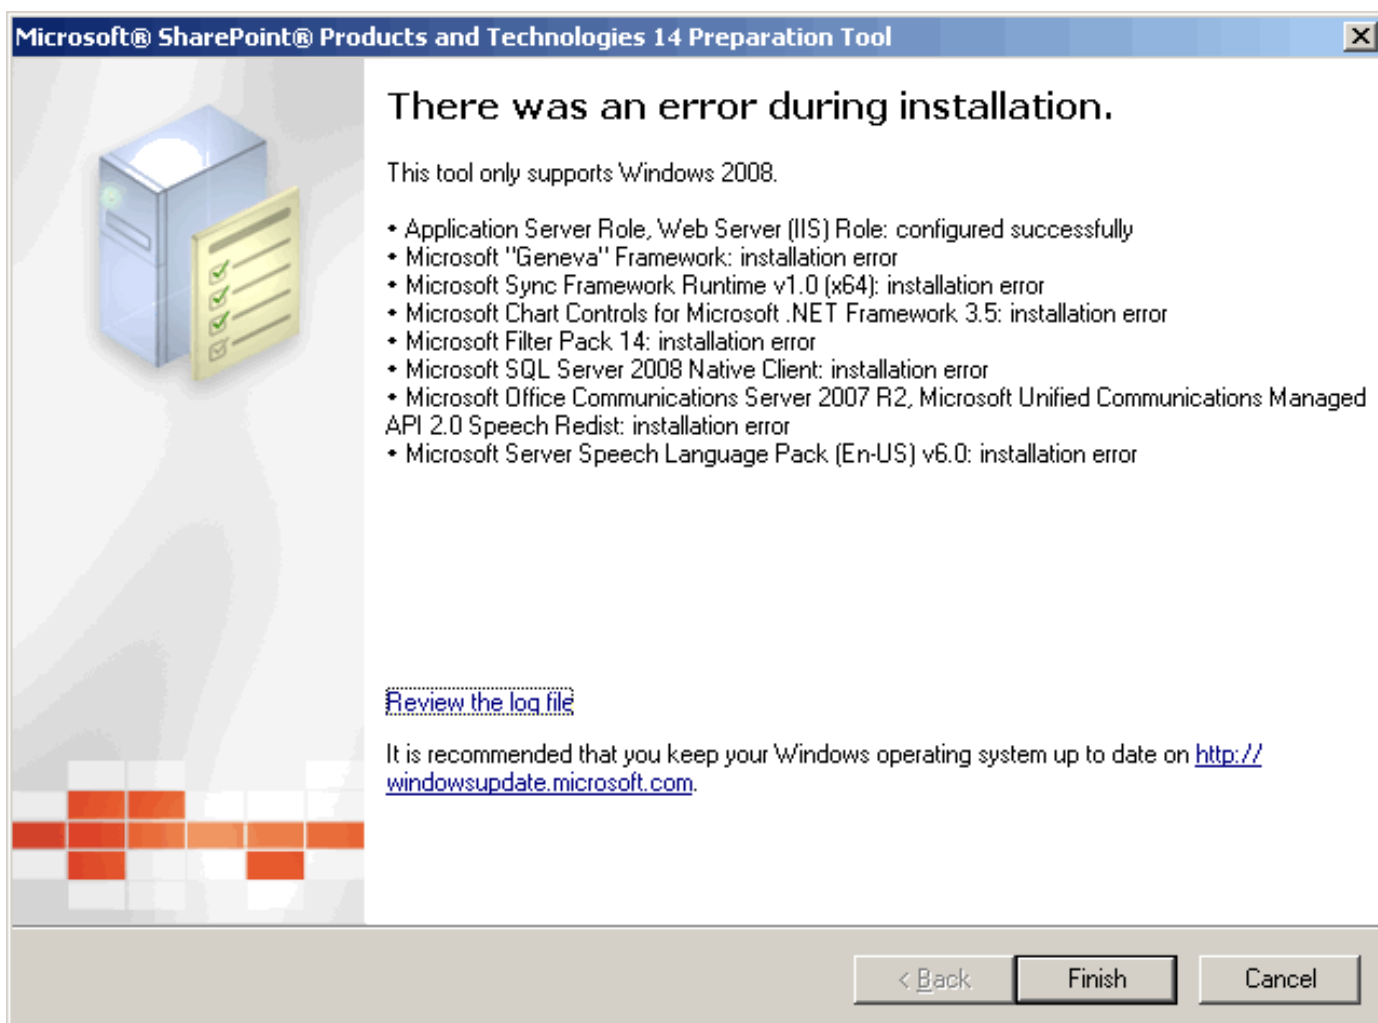 Microsoft® SharePoint® Products and Technologies 14 Preparation Tool
There was an error during installation.
This tool only supports Windows 2008.
• Application Server Role, Web Server (IIS) Role: configured successfully
• Microsoft "Geneva" Framework: installation error
• Microsoft Sync Framework Runtime v1.0 (x64): installation error
• Microsoft Chart Controls for Microsoft .NET Framework 3.5: installation error
• Microsoft Filter Pack 14: installation error
• Microsoft SQL Server 2008 Native Client: installation error
• Microsoft Office Communications Server 2007 R2, Microsoft Unified Communications Managed
API 2.0 Speech Redist: installation error
• Microsoft Server Speech Language Pack (En-US) v6.0: installation error
Review the log file
It is recommended that you keep your Windows operating system up to date on http://
windowsupdate.microsoft.com.
< Back
Finish
Cancel